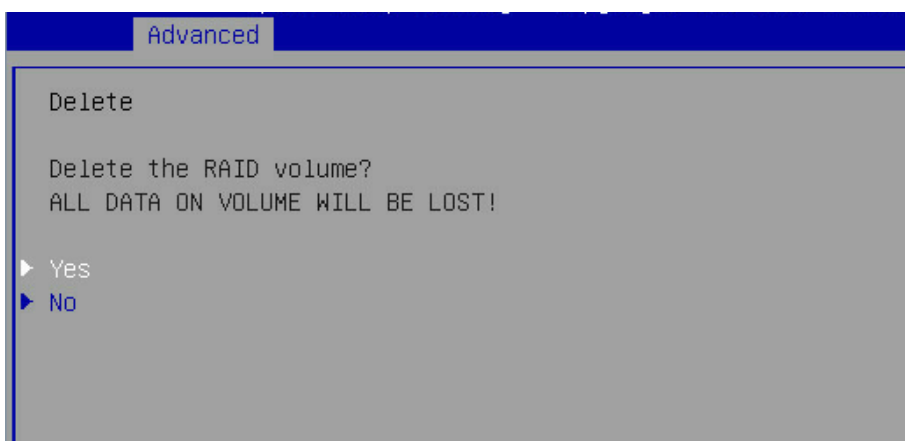 Advanced
Delete
Delete the RAID volume?
ALL DATA ON VOLUME WILL BE LOST!
Yes
No